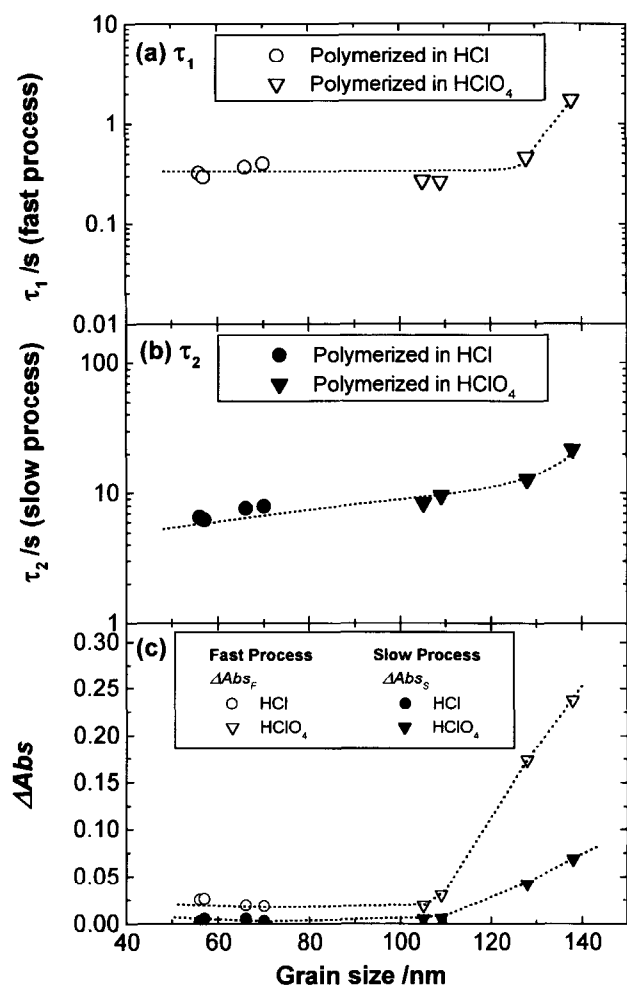 10
(a) τ₁
Polymerized in HCl
Polymerized in HClO₄
1
0.1
0.01
τ₁ /s (fast process)
(b) τ₂
Polymerized in HCl
Polymerized in HClO₄
100
10
1
τ₂ /s (slow process)
0.30
(c)
Fast Process Slow Process
ΔAbs_F ΔAbs_S
HCl HCl
HClO₄ HClO₄
0.25
0.20
0.15
0.10
0.05
0.00
ΔAbs
40 60 80 100 120 140
Grain size /nm